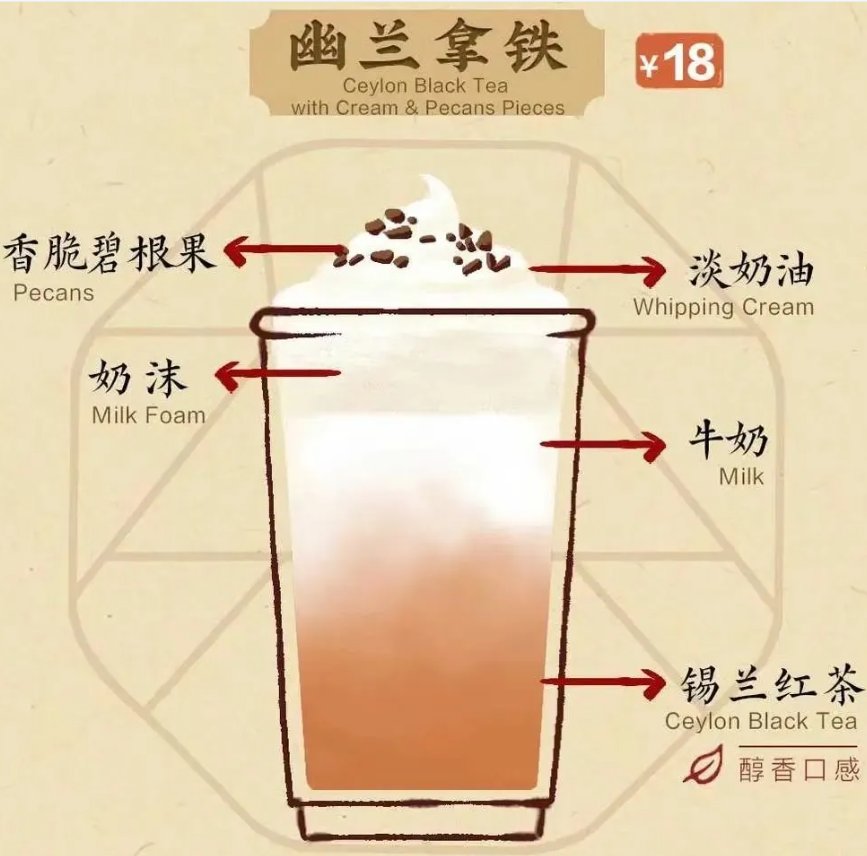 幽兰拿铁
¥18
Ceylon Black Tea
with Cream & Pecans Pieces
香脆碧根果
Pecans
淡奶油
Whipping Cream
奶沫
Milk Foam
牛奶
Milk
锡兰红茶
Ceylon Black Tea
醇香口感